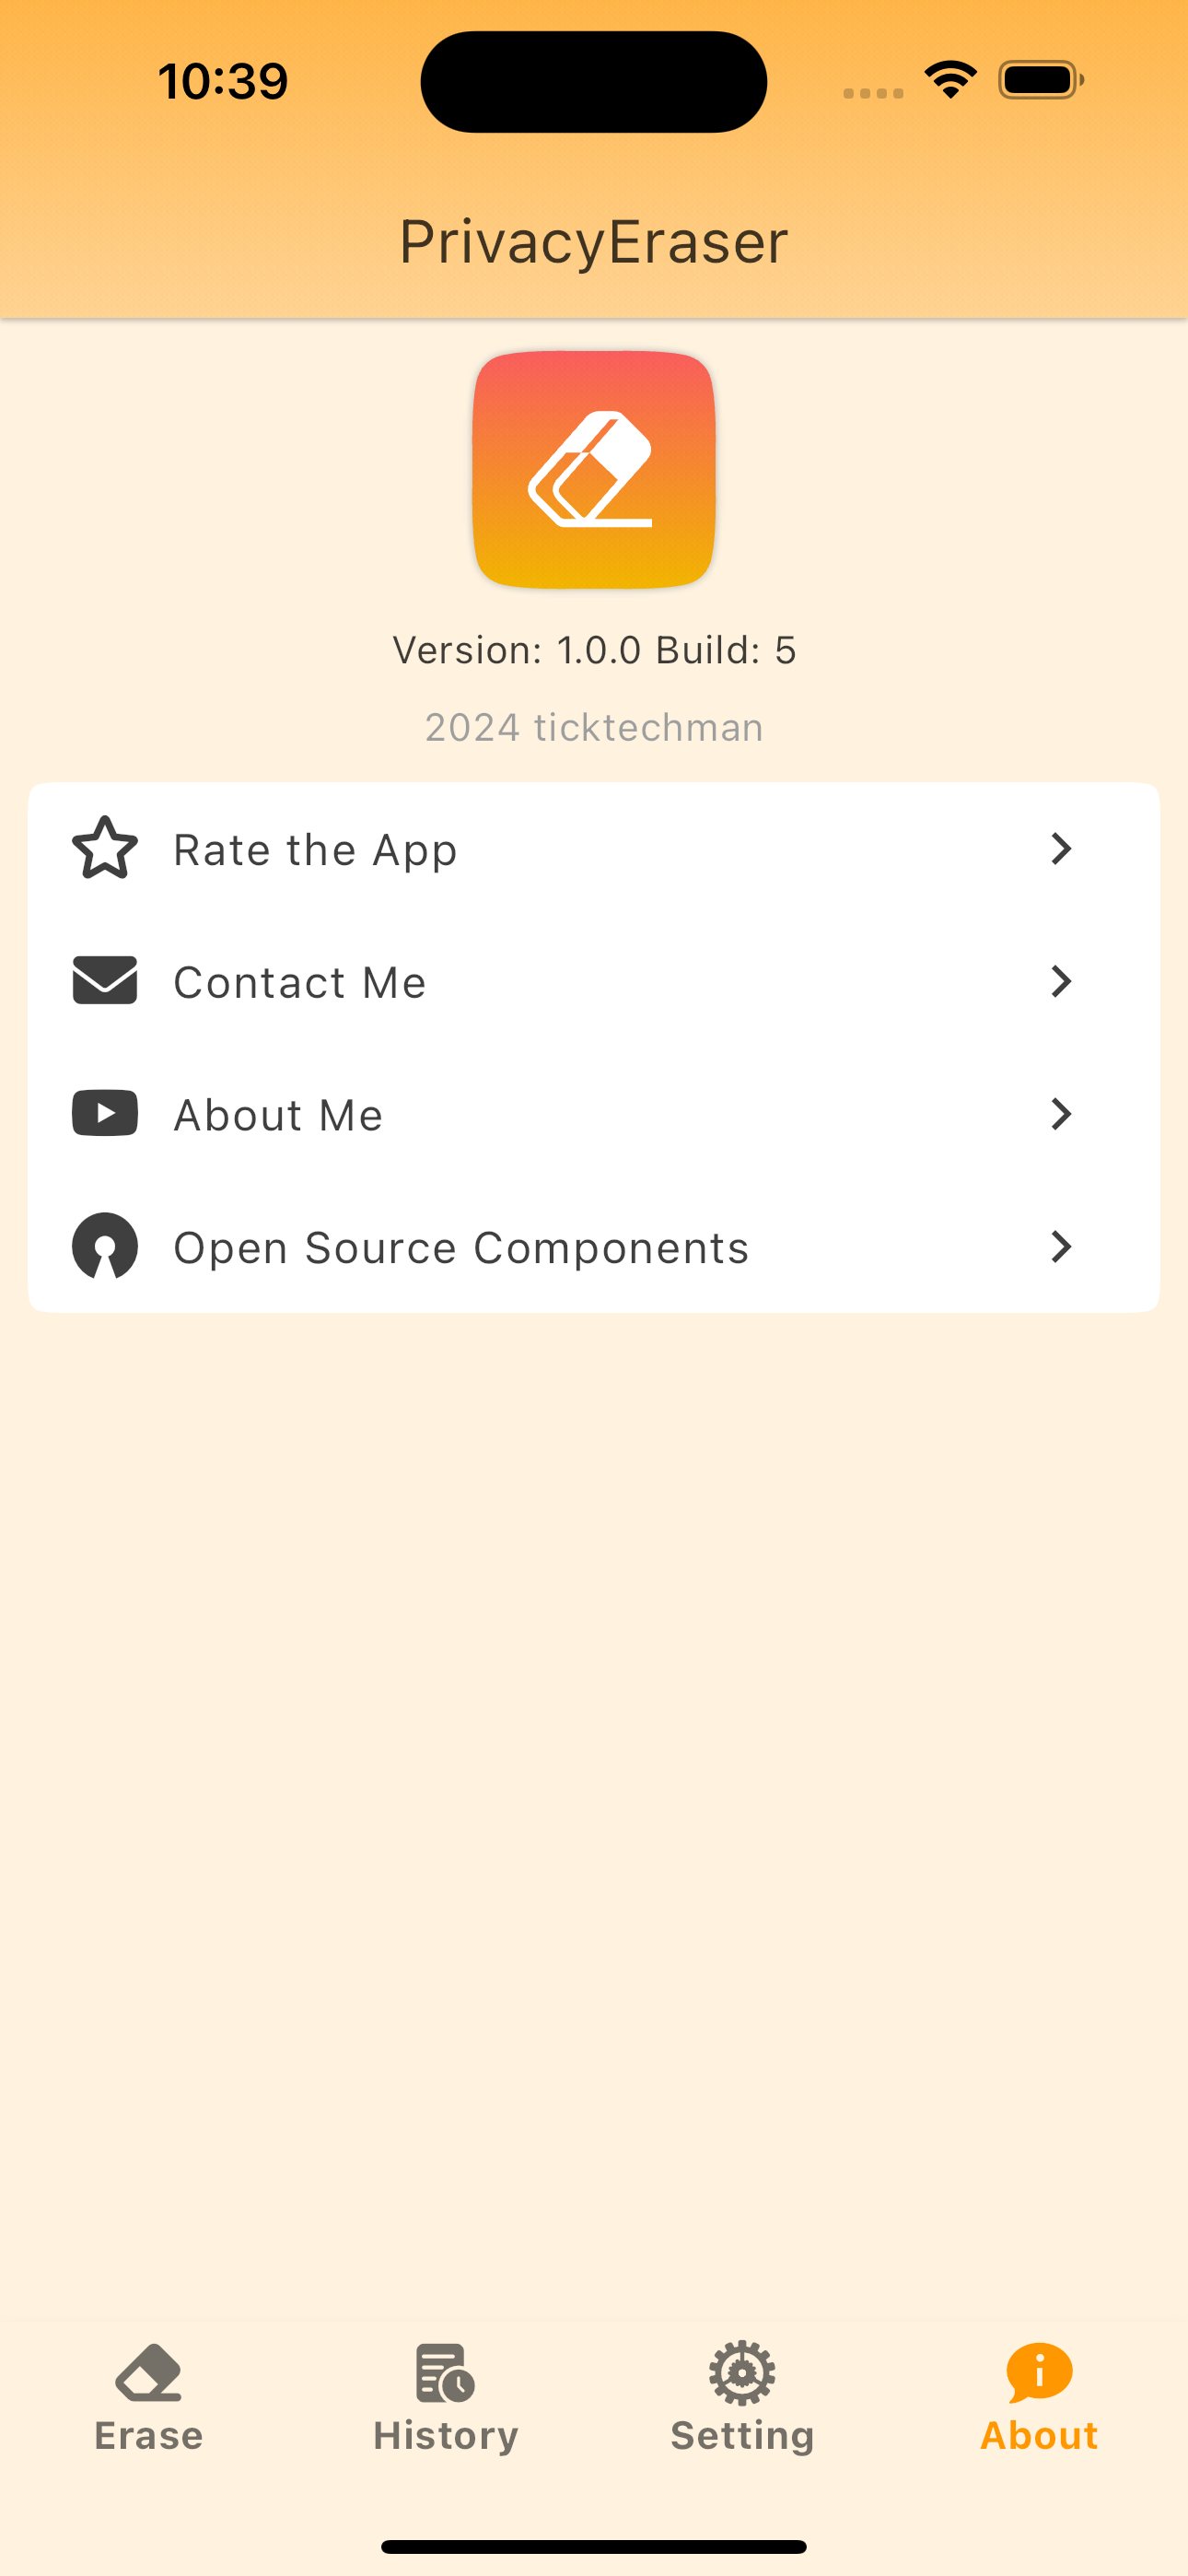 10:39
PrivacyEraser
Version: 1.0.0 Build: 5
2024 ticktechman
Rate the App
Contact Me
About Me
Open Source Components
Erase
History
Setting
About